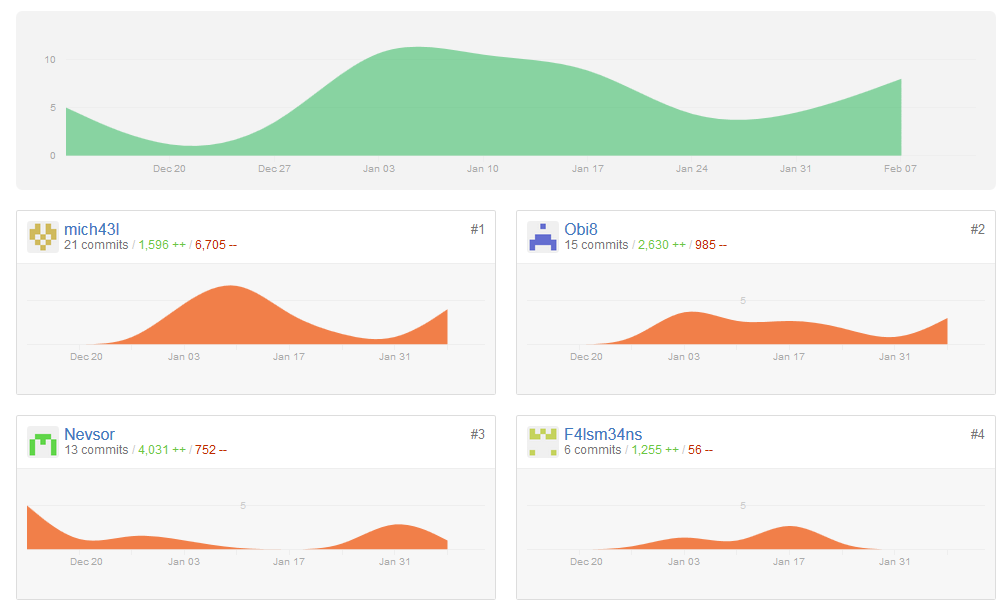 10
5
0
Dec 20 Dec 27 Jan 03 Jan 10 Jan 17 Jan 24 Jan 31 Feb 07
mich43l #1
21 commits / 1,596 ++ / 6,705 --
Dec 20 Jan 03 Jan 17 Jan 31
Obi8 #2
15 commits / 2,630 ++ / 985 --
5
Dec 20 Jan 03 Jan 17 Jan 31
Nevsor #3
13 commits / 4,031 ++ / 752 --
5
Dec 20 Jan 03 Jan 17 Jan 31
F4lsm34ns #4
6 commits / 1,255 ++ / 56 --
5
Dec 20 Jan 03 Jan 17 Jan 31